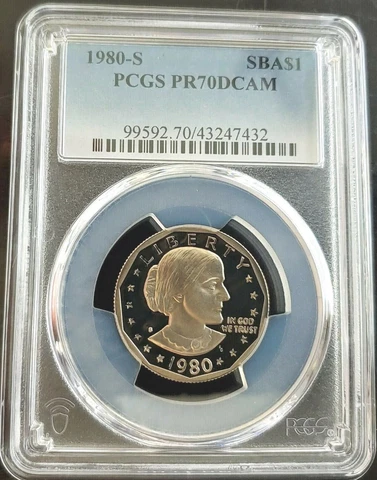 1980-S SBA$1
PCGS PR70DCAM
99592.70/43247432
LIBERTY
IN GOD
WE TRUST
S
1980
PCGS